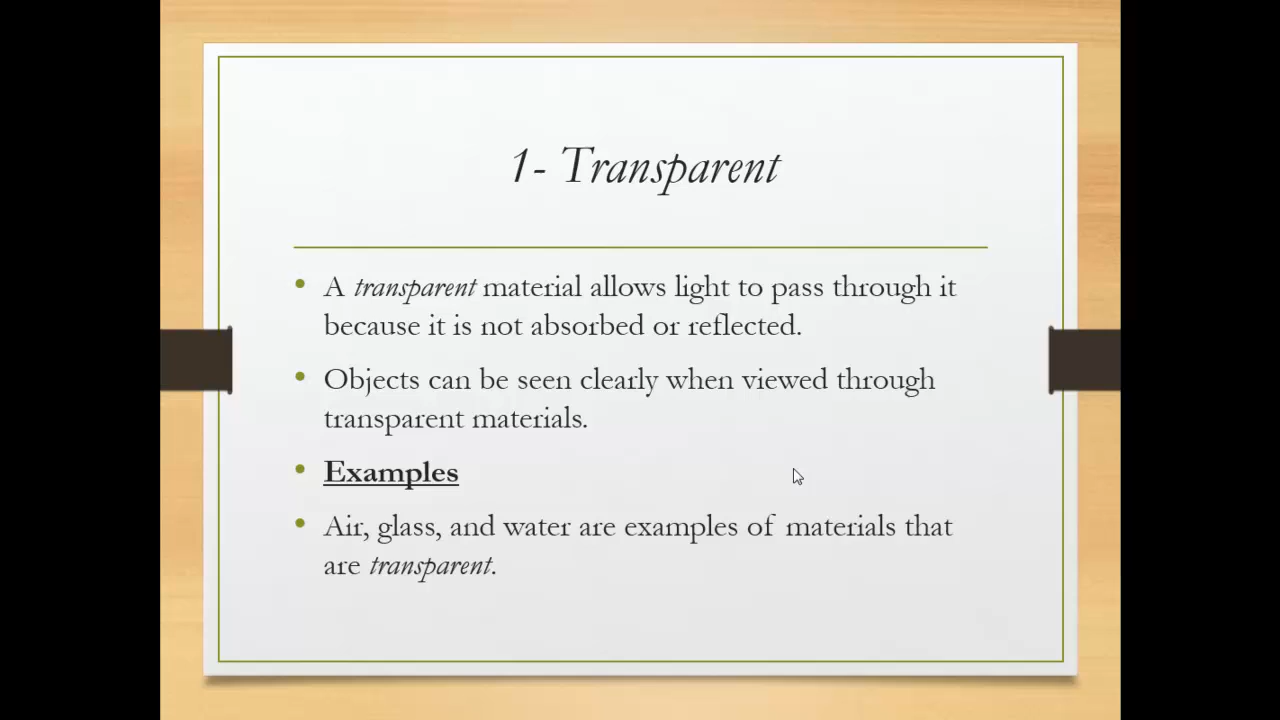 1- Transparent
• A transparent material allows light to pass through it
because it is not absorbed or reflected.
• Objects can be seen clearly when viewed through
transparent materials.
• Examples
• Air, glass, and water are examples of materials that
are transparent.